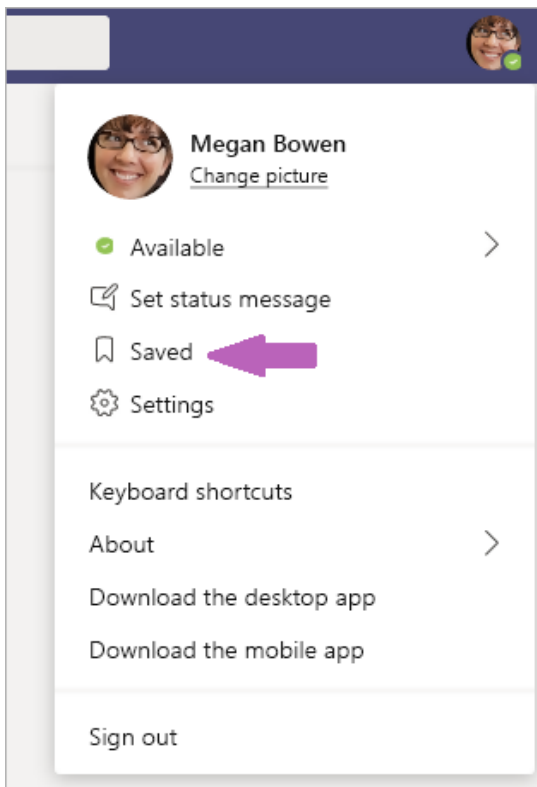 Megan Bowen
Change picture
Available
Set status message
Saved
Settings
Keyboard shortcuts
About
Download the desktop app
Download the mobile app
Sign out